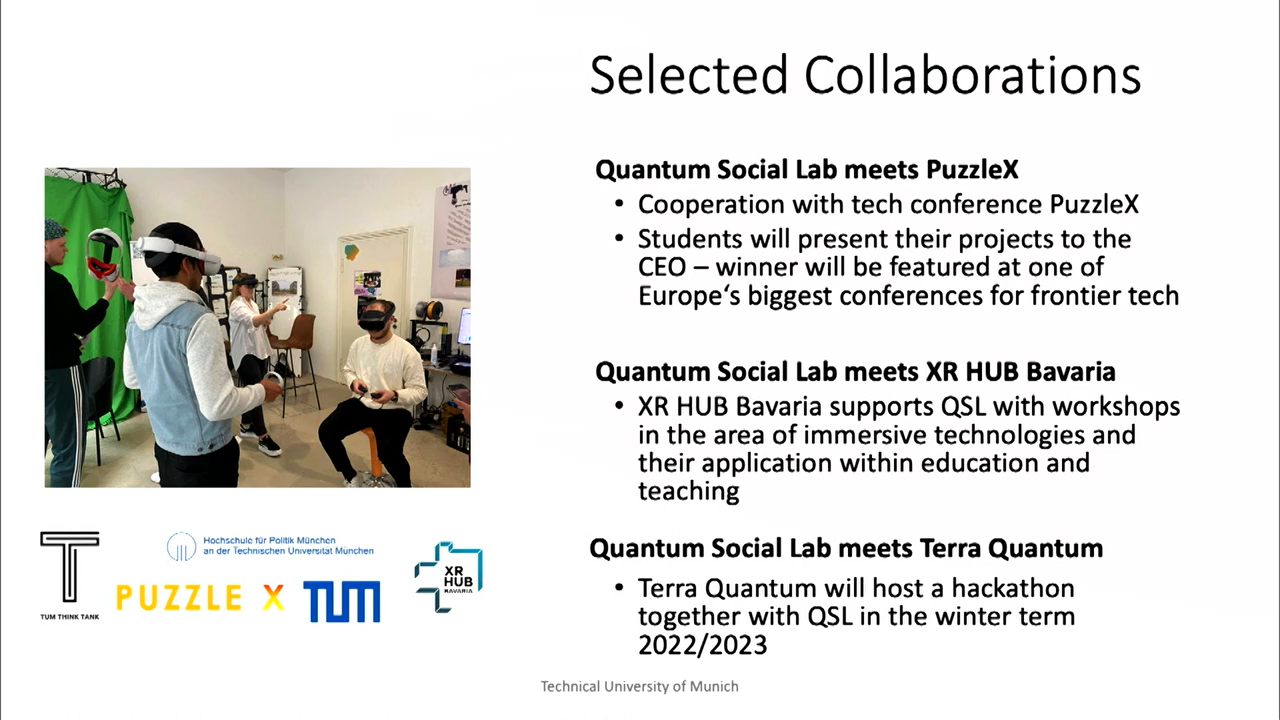 Selected Collaborations
Quantum Social Lab meets PuzzleX
• Cooperation with tech conference PuzzleX
• Students will present their projects to the
CEO – winner will be featured at one of
Europe‘s biggest conferences for frontier tech
Quantum Social Lab meets XR HUB Bavaria
• XR HUB Bavaria supports QSL with workshops
in the area of immersive technologies and
their application within education and
teaching
Quantum Social Lab meets Terra Quantum
• Terra Quantum will host a hackathon
together with QSL in the winter term
2022/2023
T
TUM THINK TANK
Hochschule für Politik München
an der Technischen Universität München
PUZZLE X
TUM
XR
HUB
BAVARIA
Technical University of Munich